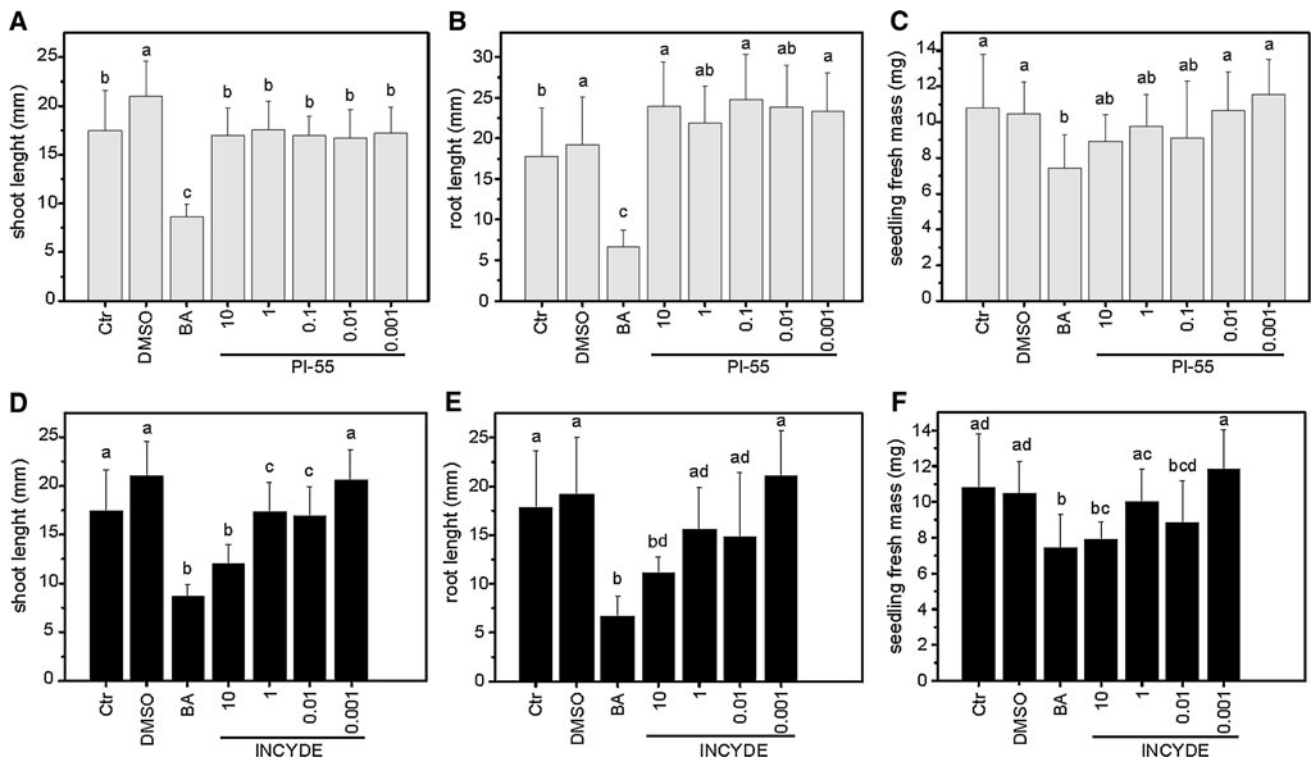 A
shoot lenght (mm)
25
20
15
10
5
0
b
a
c
b
b
b
b
b
Ctr
DMSO
BA
10
1
0.1
0.01
0.001
PI-55
B
root lenght (mm)
30
25
20
15
10
5
0
b
a
c
a
ab
a
ab
a
Ctr
DMSO
BA
10
1
0.1
0.01
0.001
PI-55
C
seedling fresh mass (mg)
14
12
10
8
6
4
2
0
a
a
b
ab
ab
ab
a
a
Ctr
DMSO
BA
10
1
0.1
0.01
0.001
PI-55
D
shoot lenght (mm)
25
20
15
10
5
0
a
a
b
b
c
c
a
Ctr
DMSO
BA
10
1
0.01
0.001
INCYDE
E
root lenght (mm)
25
20
15
10
5
0
a
a
b
bd
ad
ad
a
Ctr
DMSO
BA
10
1
0.01
0.001
INCYDE
F
seedling fresh mass (mg)
14
12
10
8
6
4
2
0
ad
ad
b
bc
ac
bcd
a
Ctr
DMSO
BA
10
1
0.01
0.001
INCYDE